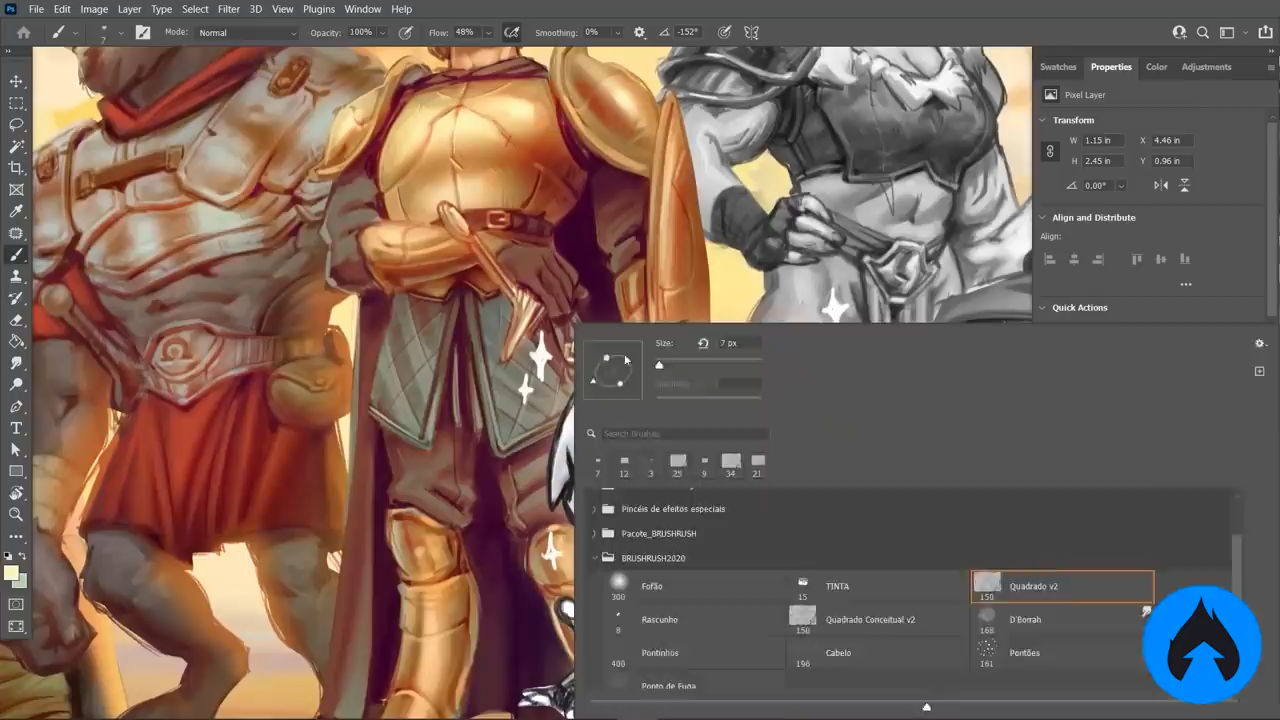 Ps File Edit Image Layer Type Select Filter 3D View Plugins Window Help
7 Mode: Normal Opacity: 100% Flow: 48% Smoothing: 0% -152°
Swatches Properties Color Adjustments
Pixel Layer
Transform
W 1.15 in X 4.46 in
H 2.45 in Y 0.96 in
0.00°
Align and Distribute
Align:
Quick Actions
Size: 7 px
Search Brushes
7 12 3 25 9 34 21
Pincéis de efeitos especiais
Pacote_BRUSHRUSH
BRUSHRUSH2020
300 Fofão 15 TINTA 150 Quadrado v2
8 Rascunho 150 Quadrado Conceitual v2 168 D'Borrah
400 Pontinhos 196 Cabelo 161 Pontões
Ponto de Fuga